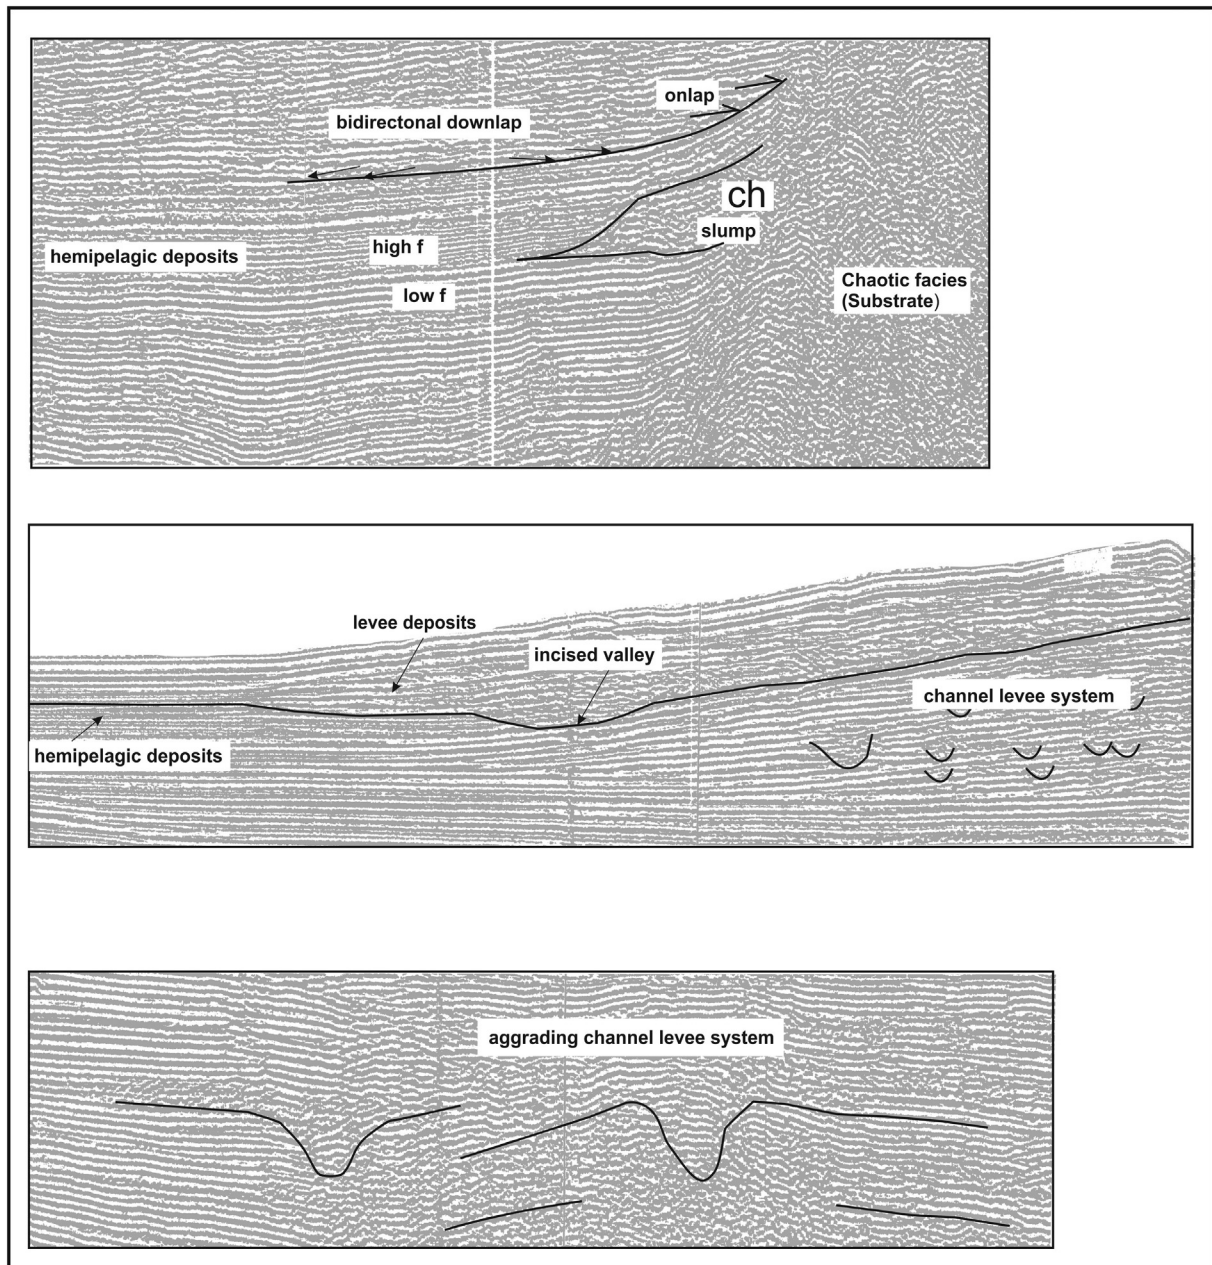 onlap
bidirectonal downlap
ch
slump
high f
hemipelagic deposits
low f
Chaotic facies
(Substrate)
levee deposits
incised valley
channel levee system
hemipelagic deposits
aggrading channel levee system